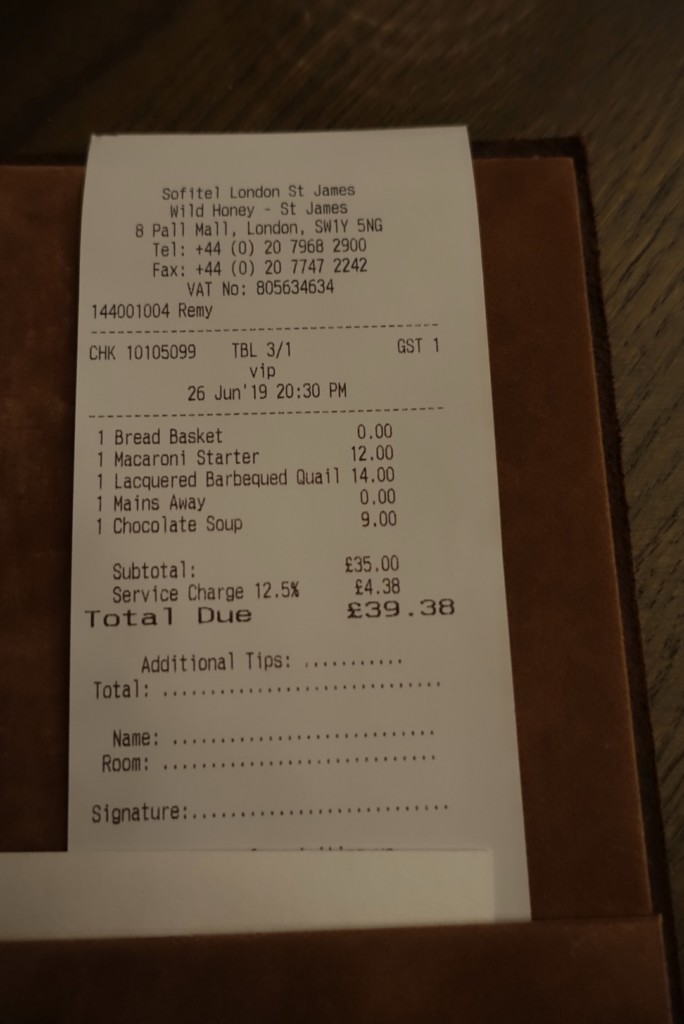 Sofitel London St James
Wild Honey - St James
8 Pall Mall, London, SW1Y 5NG
Tel: +44 (0) 20 7968 2900
Fax: +44 (0) 20 7747 2242
VAT No: 805634634
144001004 Remy
CHK 10105099 TBL 3/1 GST 1
vip
26 Jun'19 20:30 PM
1 Bread Basket 0.00
1 Macaroni Starter 12.00
1 Lacquered Barbequed Quail 14.00
1 Mains Away 0.00
1 Chocolate Soup 9.00
Subtotal: £35.00
Service Charge 12.5% £4.38
Total Due £39.38
Additional Tips: ...........
Total: ..............................
Name: ............................
Room: .............................
Signature:...........................